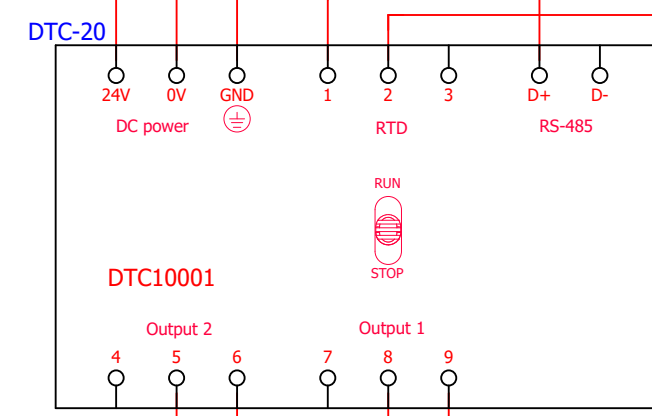 DTC-20
24V 0V GND 1 2 3 D+ D-
DC power RTD RS-485
RUN
STOP
DTC10001
Output 2 Output 1
4 5 6 7 8 9